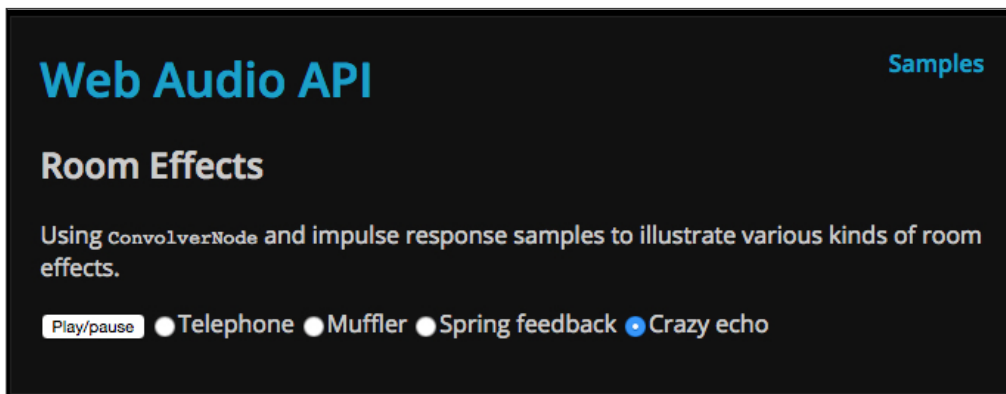 Web Audio API
Samples
Room Effects
Using ConvolverNode and impulse response samples to illustrate various kinds of room
effects.
Play/pause Telephone Muffler Spring feedback Crazy echo